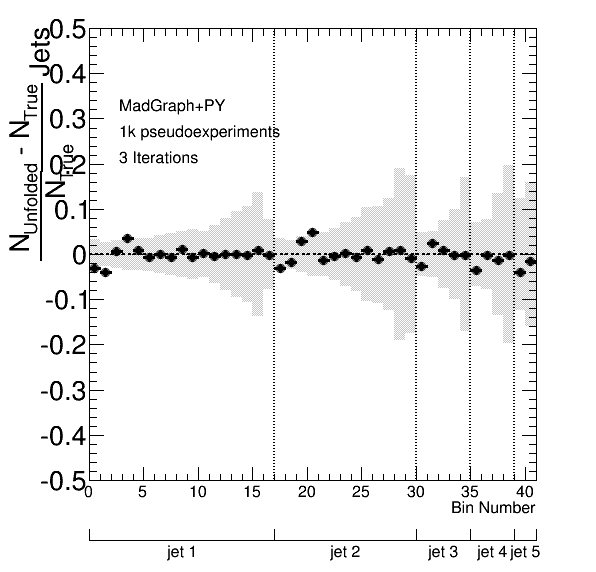 N_Unfolded - N_True Jets
N_True
0.5
0.4
0.3
0.2
0.1
0
-0.1
-0.2
-0.3
-0.4
-0.5
MadGraph+PY
1k pseudoexperiments
3 Iterations
0 5 10 15 20 25 30 35 40
Bin Number
jet 1 jet 2 jet 3 jet 4 jet 5